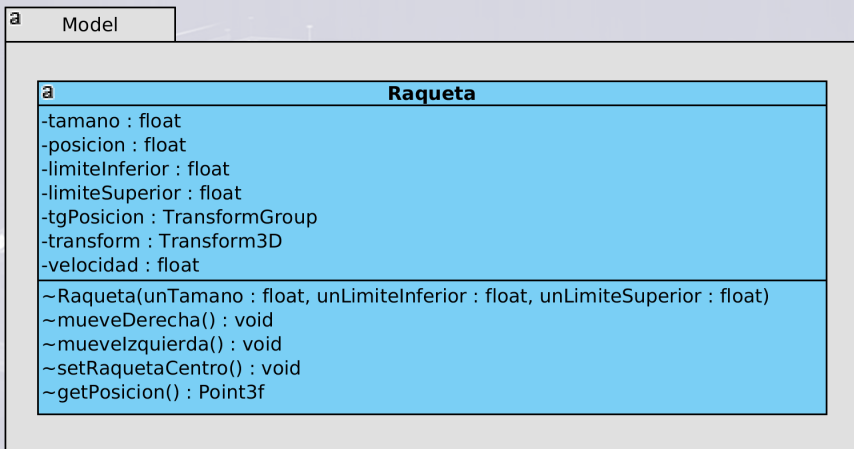 a
Model
a
Raqueta
-tamano : float
-posicion : float
-limiteInferior : float
-limiteSuperior : float
-tgPosicion : TransformGroup
-transform : Transform3D
-velocidad : float
~Raqueta(unTamano : float, unLimiteInferior : float, unLimiteSuperior : float)
~mueveDerecha() : void
~mueveIzquierda() : void
~setRaquetaCentro() : void
~getPosicion() : Point3f